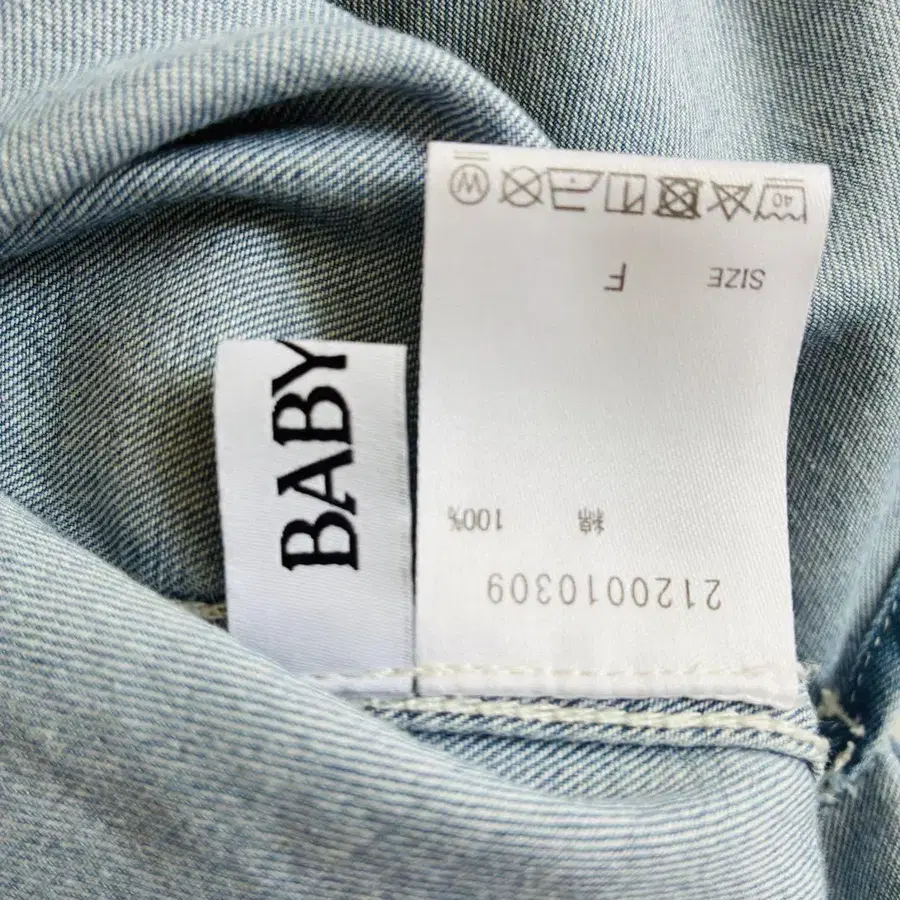 BABY
40
W
SIZE F
綿 100%
2120010309